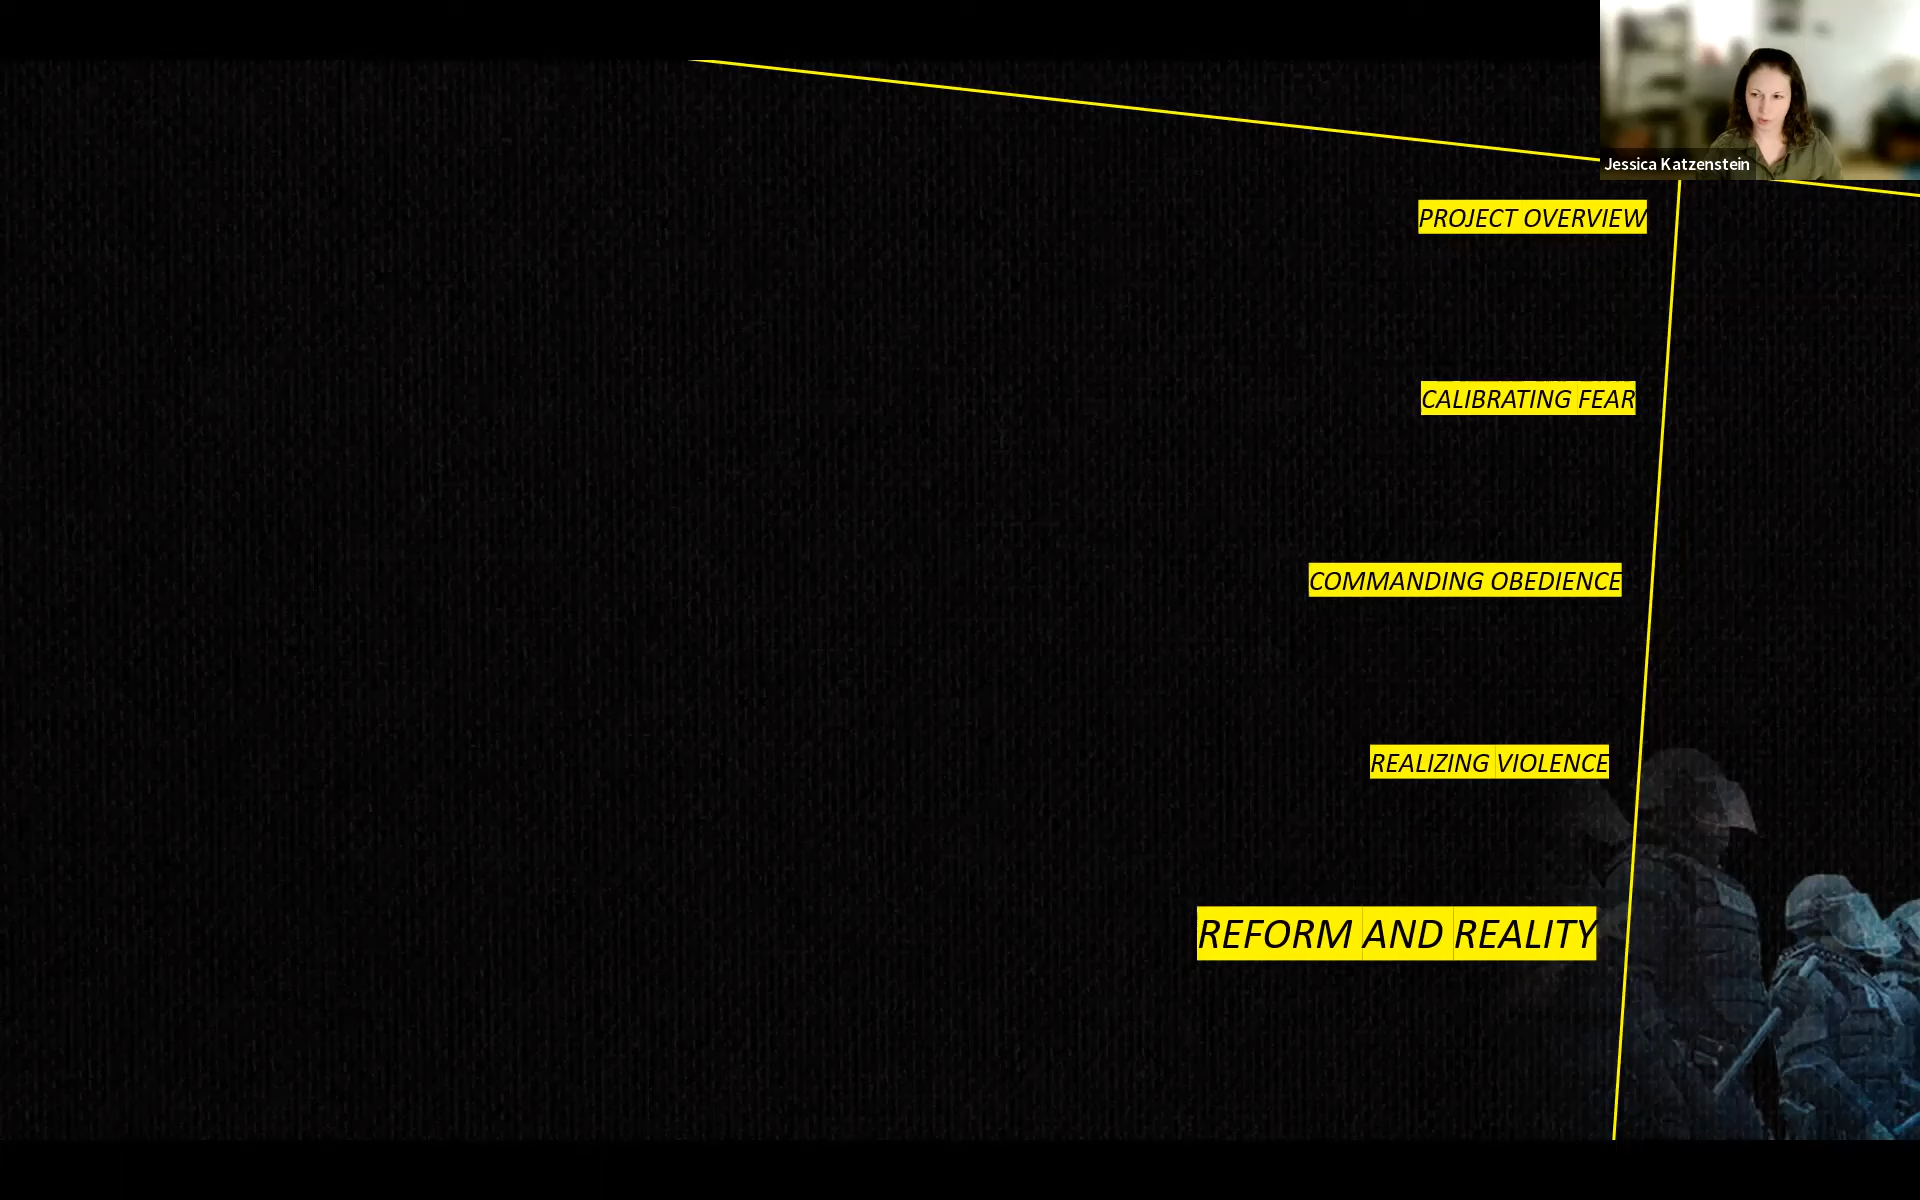 Jessica Katzenstein
PROJECT OVERVIEW
CALIBRATING FEAR
COMMANDING OBEDIENCE
REALIZING VIOLENCE
REFORM AND REALITY